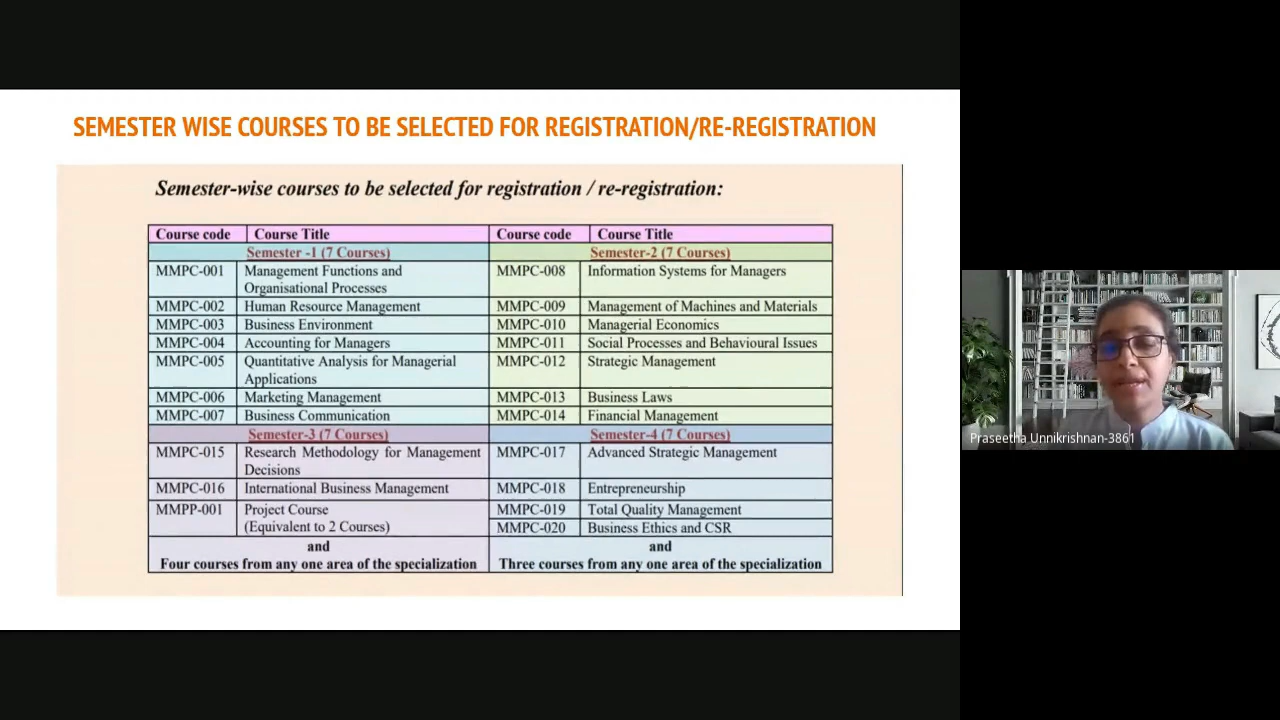 SEMESTER WISE COURSES TO BE SELECTED FOR REGISTRATION/RE-REGISTRATION
Semester-wise courses to be selected for registration / re-registration:
Course code Course Title Course code Course Title
Semester -1 (7 Courses) Semester-2 (7 Courses)
MMPC-001 Management Functions and MMPC-008 Information Systems for Managers
Organisational Processes
MMPC-002 Human Resource Management MMPC-009 Management of Machines and Materials
MMPC-003 Business Environment MMPC-010 Managerial Economics
MMPC-004 Accounting for Managers MMPC-011 Social Processes and Behavioural Issues
MMPC-005 Quantitative Analysis for Managerial MMPC-012 Strategic Management
Applications
MMPC-006 Marketing Management MMPC-013 Business Laws
MMPC-007 Business Communication MMPC-014 Financial Management
Semester-3 (7 Courses) Semester-4 (7 Courses)
MMPC-015 Research Methodology for Management MMPC-017 Advanced Strategic Management
Decisions
MMPC-016 International Business Management MMPC-018 Entrepreneurship
MMPP-001 Project Course MMPC-019 Total Quality Management
(Equivalent to 2 Courses) MMPC-020 Business Ethics and CSR
and and
Four courses from any one area of the specialization Three courses from any one area of the specialization
Praseetha Unnikrishnan-3861